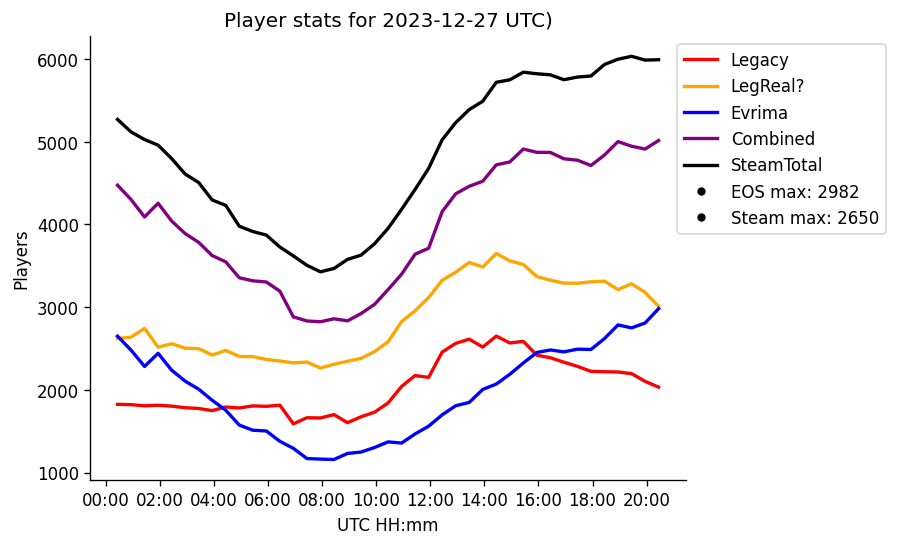 Player stats for 2023-12-27 UTC)
6000
5000
4000
3000
2000
1000
Players
00:00 02:00 04:00 06:00 08:00 10:00 12:00 14:00 16:00 18:00 20:00
UTC HH:mm
Legacy
LegReal?
Evrima
Combined
SteamTotal
EOS max: 2982
Steam max: 2650